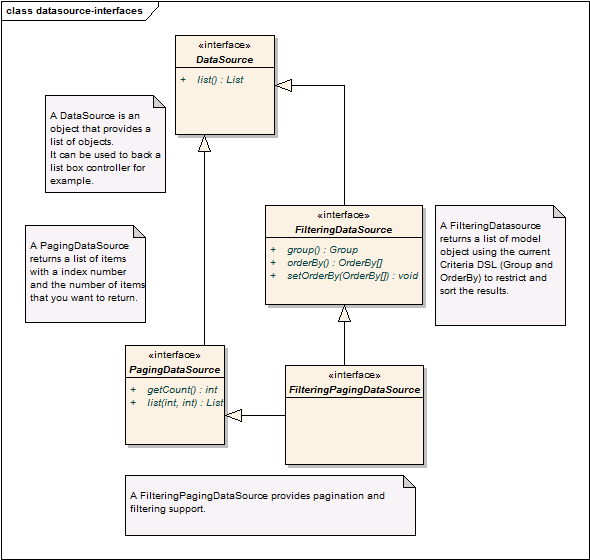 class datasource-interfaces
«interface»
DataSource
+ list() : List
A DataSource is an
object that provides a
list of objects.
It can be used to back a
list box controller for
example.
A PagingDataSource
returns a list of items
with a index number
and the number of items
that you want to return.
«interface»
FilteringDataSource
+ group() : Group
+ orderBy() : OrderBy[]
+ setOrderBy(OrderBy[]) : void
A FilteringDatasource
returns a list of model
object using the current
Criteria DSL (Group and
OrderBy) to restrict and
sort the results.
«interface»
PagingDataSource
+ getCount() : int
+ list(int, int) : List
«interface»
FilteringPagingDataSource
A FilteringPagingDataSource provides pagination and
filtering support.